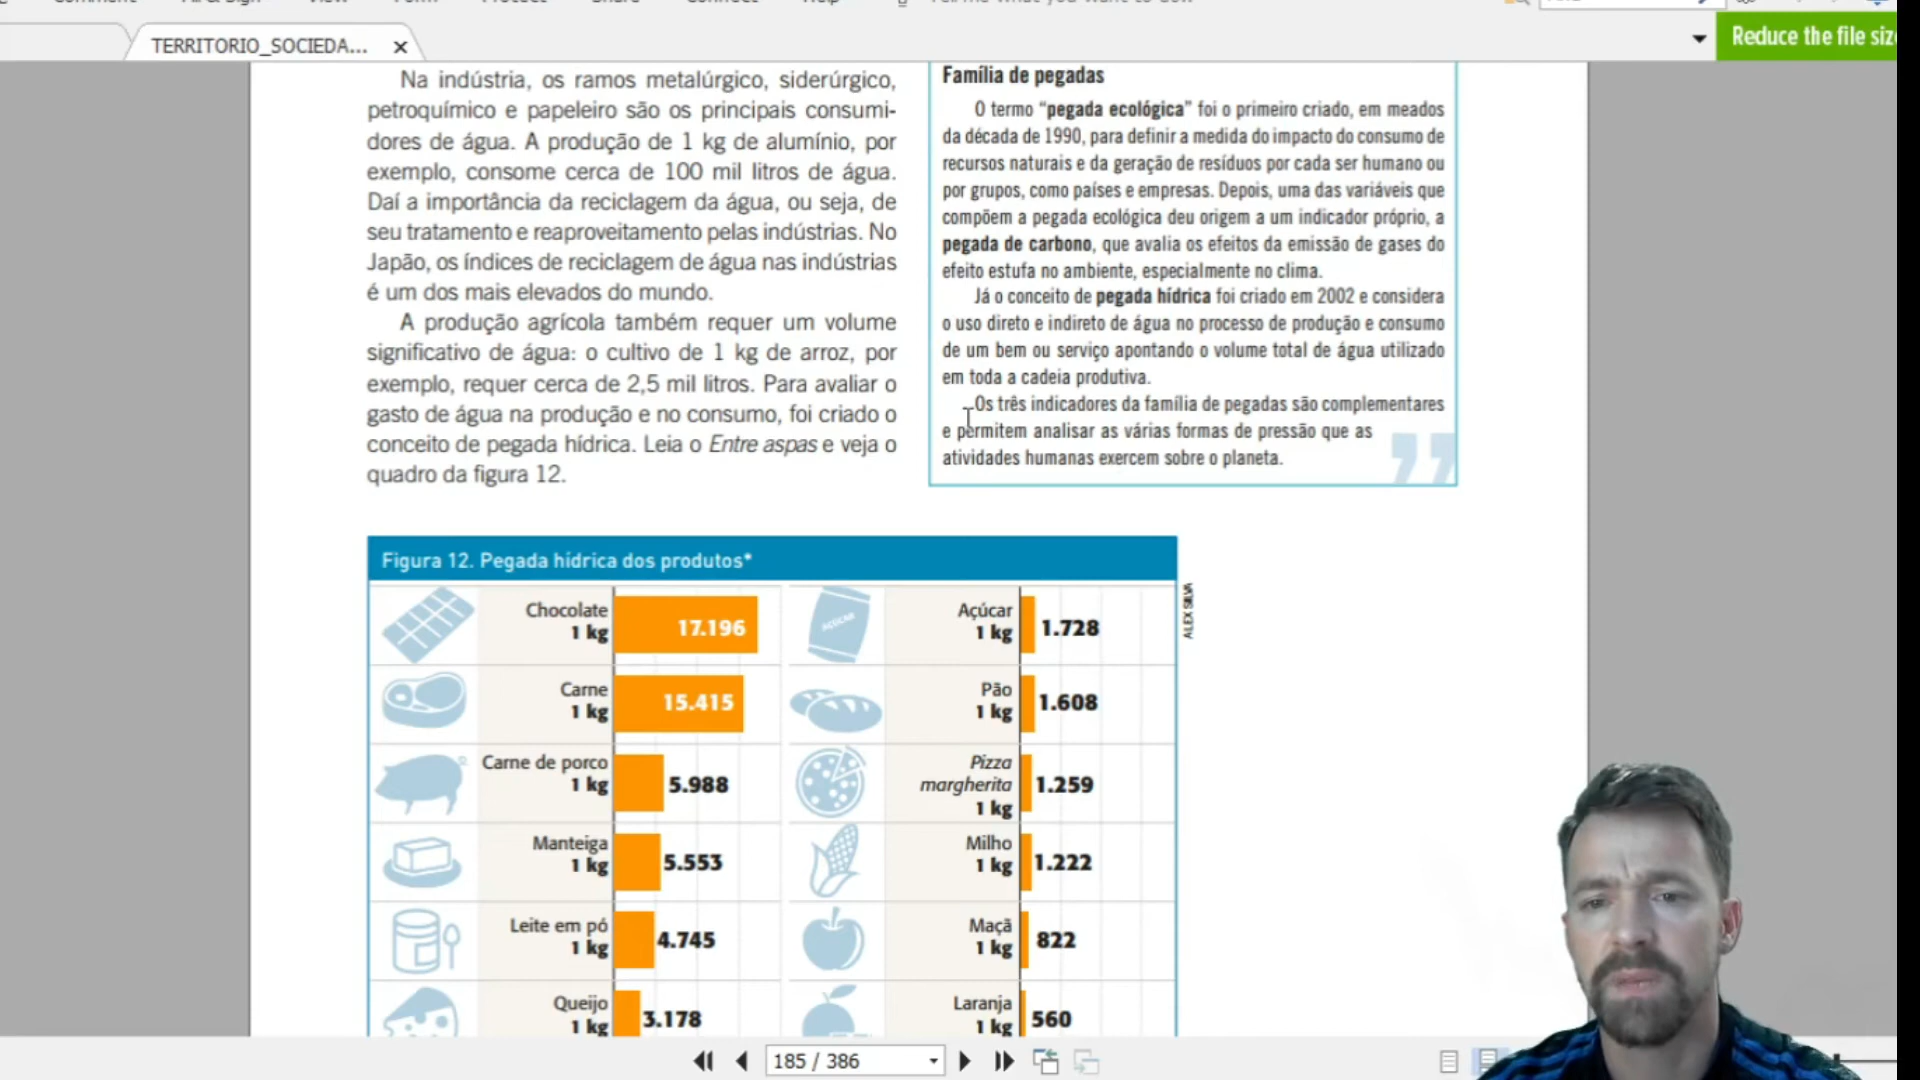 TERRITORIO_SOCIEDA...
Reduce the file siz
Na indústria, os ramos metalúrgico, siderúrgico,
petroquímico e papeleiro são os principais consumi-
dores de água. A produção de 1 kg de alumínio, por
exemplo, consome cerca de 100 mil litros de água.
Daí a importância da reciclagem da água, ou seja, de
seu tratamento e reaproveitamento pelas indústrias. No
Japão, os índices de reciclagem de água nas indústrias
é um dos mais elevados do mundo.
A produção agrícola também requer um volume
significativo de água: o cultivo de 1 kg de arroz, por
exemplo, requer cerca de 2,5 mil litros. Para avaliar o
gasto de água na produção e no consumo, foi criado o
conceito de pegada hídrica. Leia o Entre aspas e veja o
quadro da figura 12.
Família de pegadas
O termo “pegada ecológica” foi o primeiro criado, em meados
da década de 1990, para definir a medida do impacto do consumo de
recursos naturais e da geração de resíduos por cada ser humano ou
por grupos, como países e empresas. Depois, uma das variáveis que
compõem a pegada ecológica deu origem a um indicador próprio, a
pegada de carbono, que avalia os efeitos da emissão de gases do
efeito estufa no ambiente, especialmente no clima.
Já o conceito de pegada hídrica foi criado em 2002 e considera
o uso direto e indireto de água no processo de produção e consumo
de um bem ou serviço apontando o volume total de água utilizado
em toda a cadeia produtiva.
Os três indicadores da família de pegadas são complementares
e permitem analisar as várias formas de pressão que as
atividades humanas exercem sobre o planeta.
”
Figura 12. Pegada hídrica dos produtos*
Chocolate
1 kg
17.196
Carne
1 kg
15.415
Carne de porco
1 kg
5.988
Manteiga
1 kg
5.553
Leite em pó
1 kg
4.745
Queijo
1 kg
3.178
AÇÚCAR
Açúcar
1 kg
1.728
Pão
1 kg
1.608
Pizza
margherita
1 kg
1.259
Milho
1 kg
1.222
Maçã
1 kg
822
Laranja
1 kg
560
ALEX SILVA
185 / 386